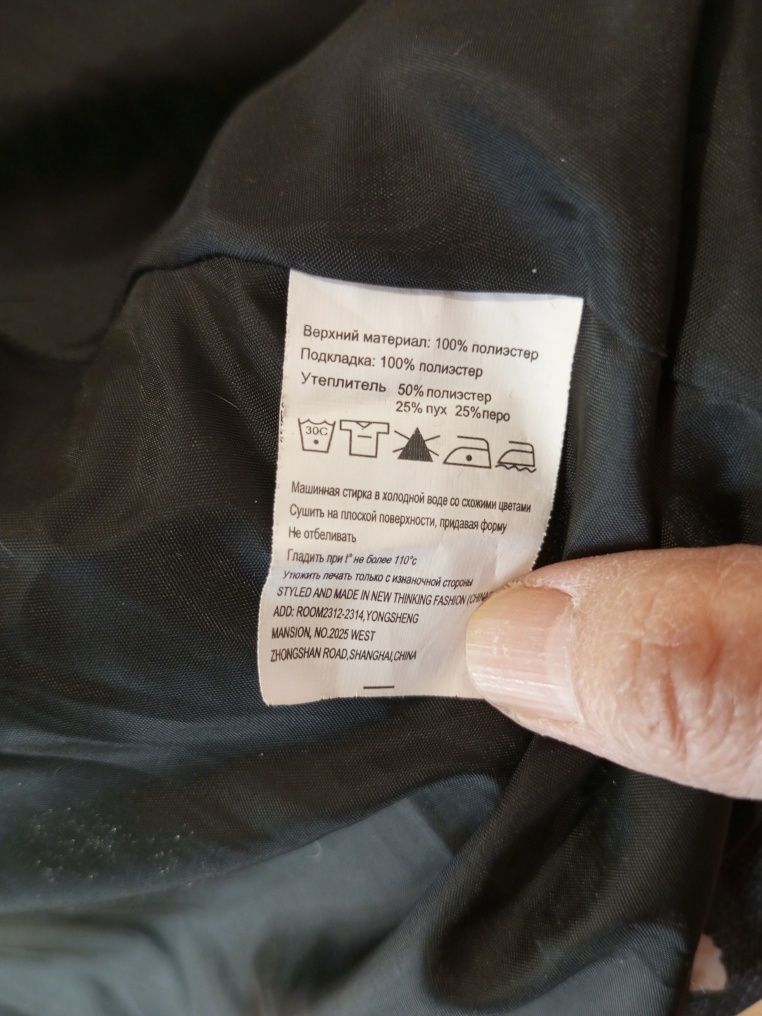 Верхний материал: 100% полиэстер
Подкладка: 100% полиэстер
Утеплитель 50% полиэстер
25% пух 25% перо
30C
Машинная стирка в холодной воде со схожими цветами
Сушить на плоской поверхности, придавая форму
Не отбеливать
Гладить при t° не более 110°c
Утюжить печать только с изнаночной стороны
STYLED AND MADE IN NEW THINKING FASHION
ADD: ROOM2312-2314,YONGSHENG
MANSION, NO.2025 WEST
ZHONGSHAN ROAD,SHANGHAI,CHINA